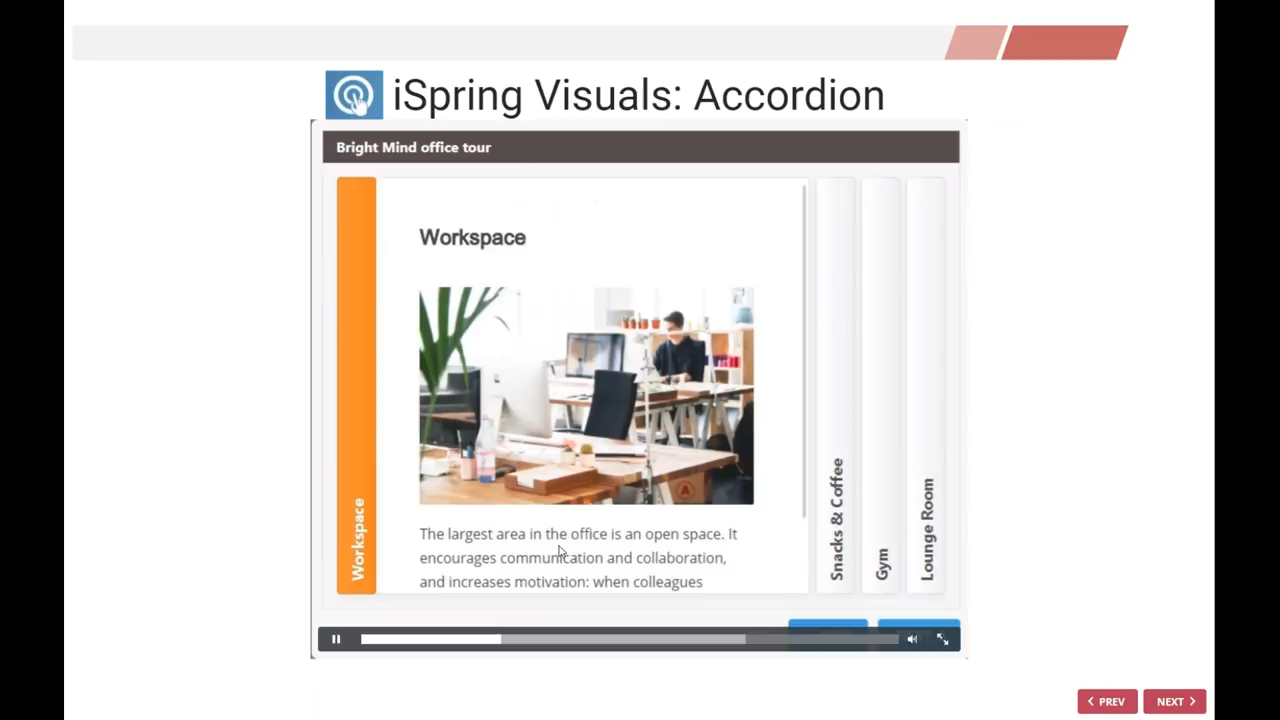 iSpring Visuals: Accordion
Bright Mind office tour
Workspace
Workspace
The largest area in the office is an open space. It
encourages communication and collaboration,
and increases motivation: when colleagues
Snacks & Coffee
Gym
Lounge Room
PREV
NEXT